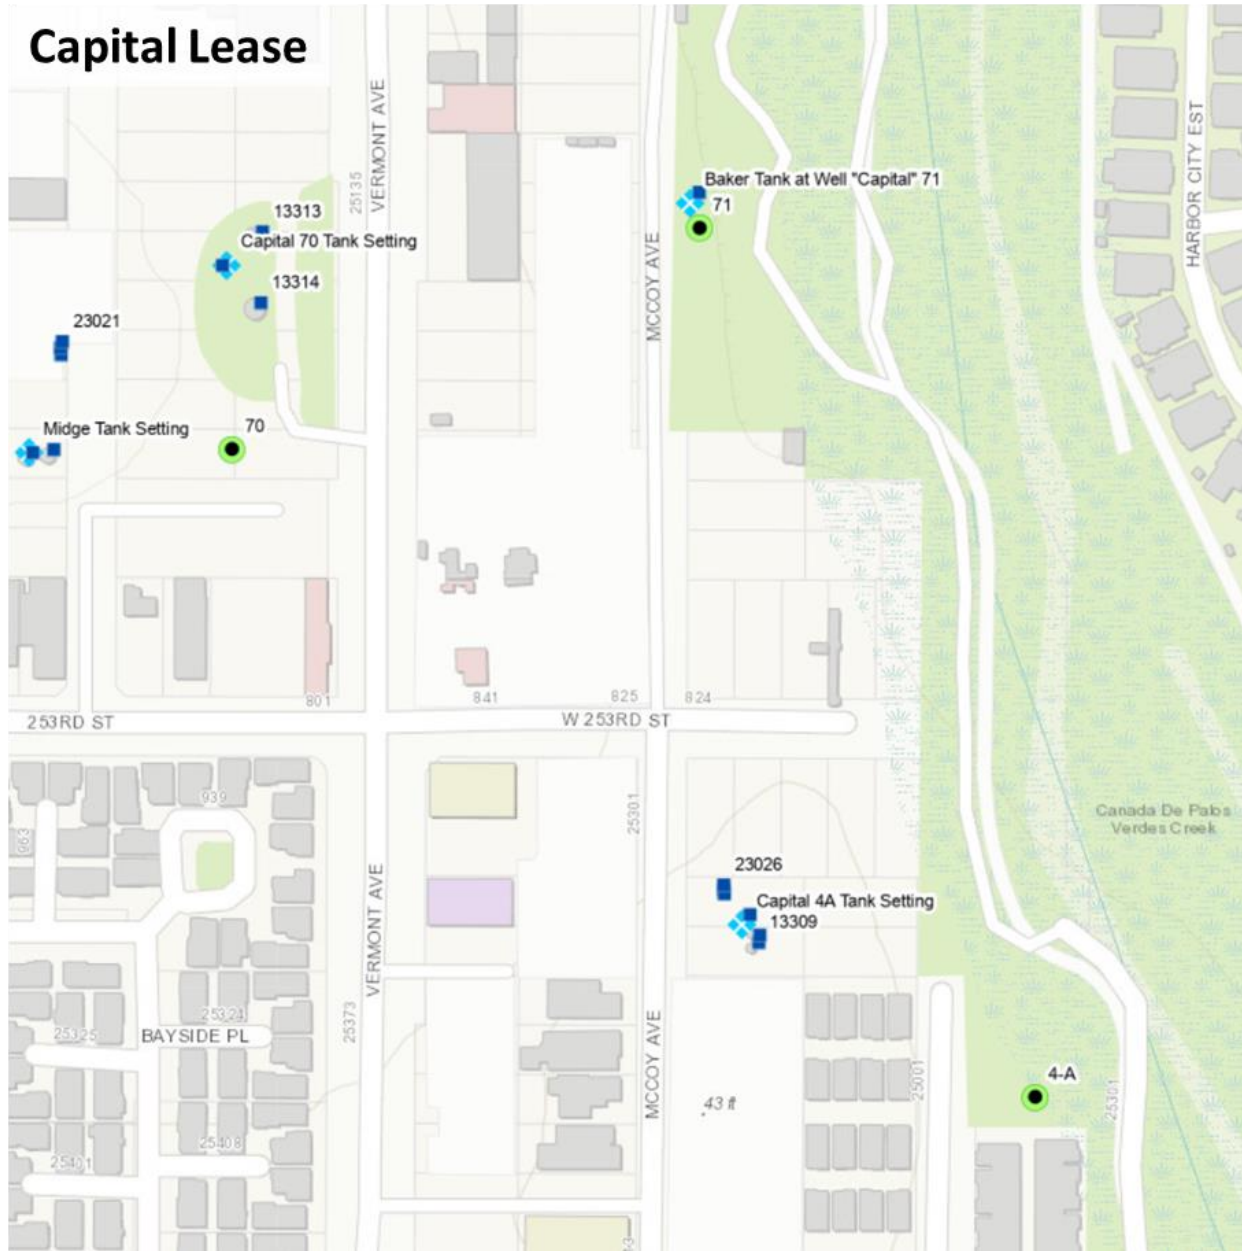 Capital Lease
VERMONT AVE
25135
MCCOY AVE
HARBOR CITY EST
Baker Tank at Well "Capital" 71
71
13313
Capital 70 Tank Setting
13314
23021
Midge Tank Setting
70
801
841
825
824
253RD ST
W 253RD ST
939
963
25301
Canada De Palos
Verdes Creek
23026
Capital 4A Tank Setting
13309
VERMONT AVE
25373
25324
25325
BAYSIDE PL
MCCOY AVE
43 ft
25001
4-A
25301
25408
25401